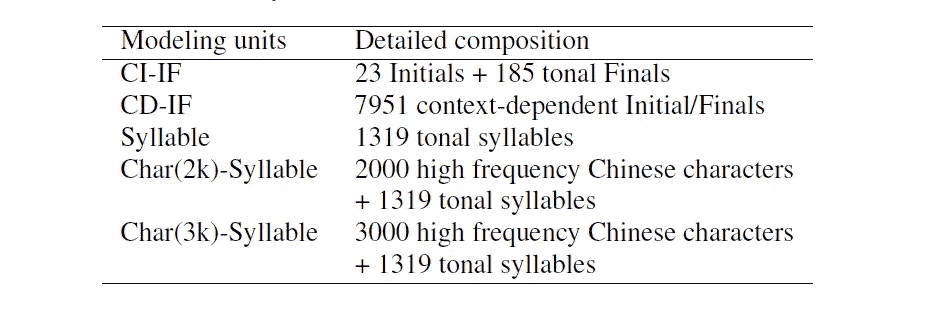 Modeling units Detailed composition
CI-IF 23 Initials + 185 tonal Finals
CD-IF 7951 context-dependent Initial/Finals
Syllable 1319 tonal syllables
Char(2k)-Syllable 2000 high frequency Chinese characters
+ 1319 tonal syllables
Char(3k)-Syllable 3000 high frequency Chinese characters
+ 1319 tonal syllables